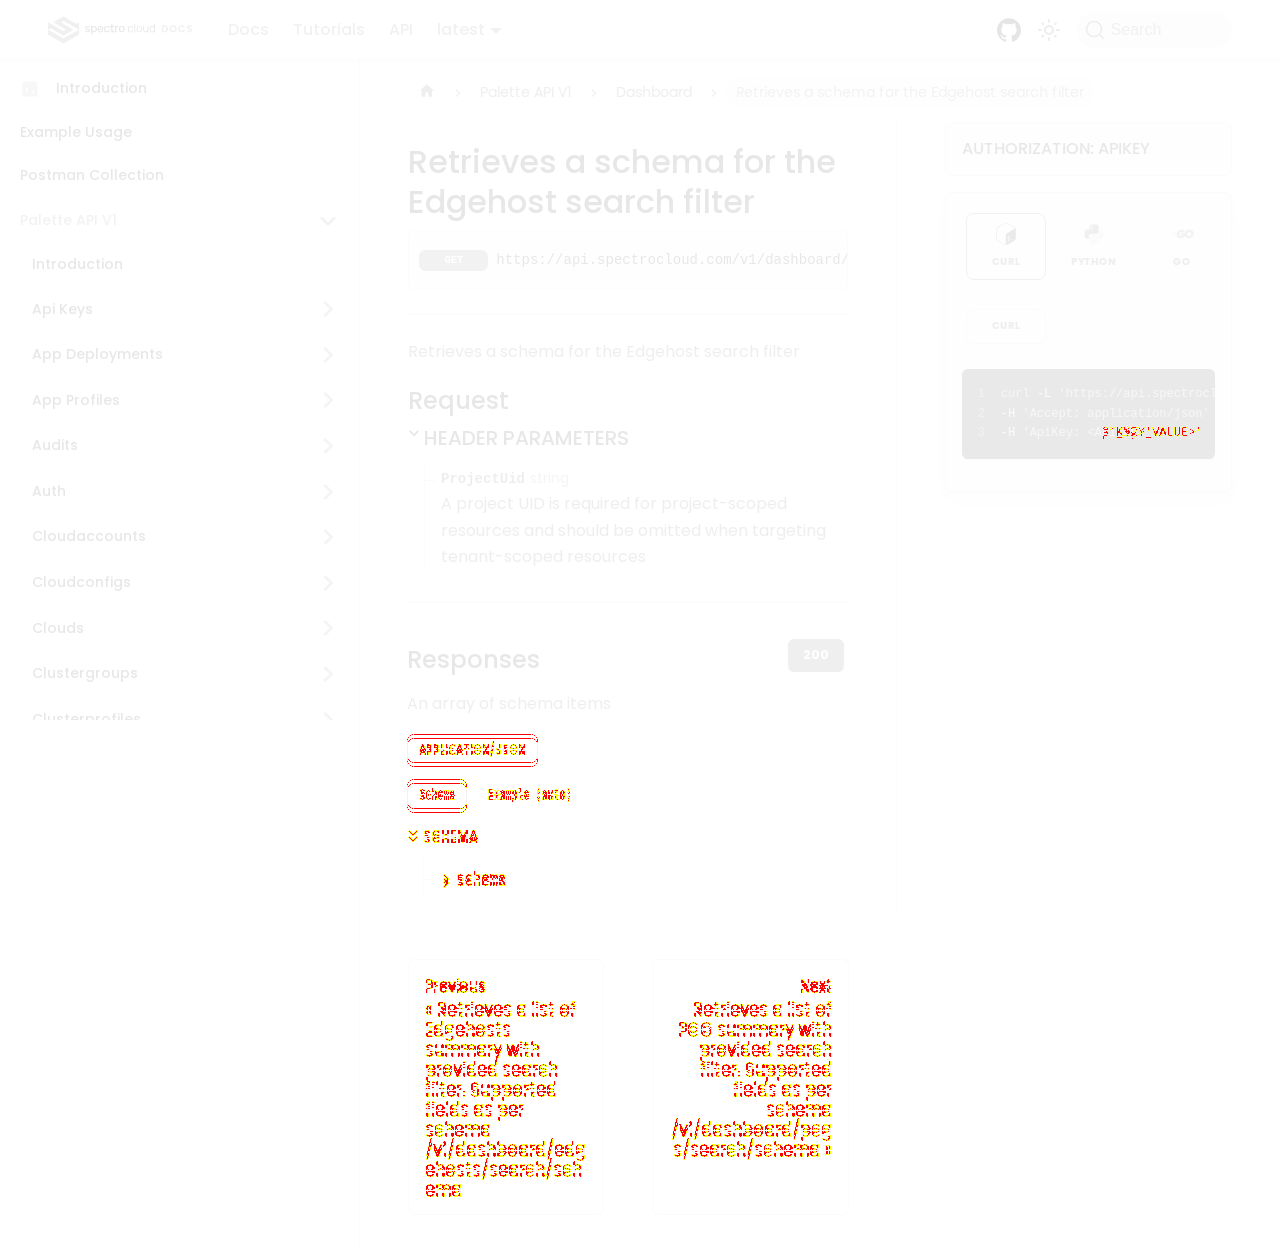 spectro cloud DOCS
Docs
Tutorials
API
latest
Search
Introduction
Example Usage
Postman Collection
Palette API V1
Introduction
Api Keys
App Deployments
App Profiles
Audits
Auth
Cloudaccounts
Cloudconfigs
Clouds
Clustergroups
Clusterprofiles
Palette API V1
Dashboard
Retrieves a schema for the Edgehost search filter
Retrieves a schema for the
Edgehost search filter
GET https://api.spectrocloud.com/v1/dashboard/
Retrieves a schema for the Edgehost search filter
Request
HEADER PARAMETERS
ProjectUid string
A project UID is required for project-scoped
resources and should be omitted when targeting
tenant-scoped resources
Responses
200
An array of schema items
APPLICATION/JSON
Schema
Example (auto)
SCHEMA
schema
Previous
« Retrieves a list of
Edgehosts
summary with
provided search
filter. Supported
fields as per
schema
/v1/dashboard/edg
ehosts/search/sch
ema
Next
Retrieves a list of
PCG summary with
provided search
filter. Supported
fields as per
schema
/v1/dashboard/pcg
s/search/schema »
AUTHORIZATION: APIKEY
CURL
PYTHON
GO
GO
CURL
1 curl -L 'https://api.spectrocl
2 -H 'Accept: application/json'
3 -H 'ApiKey: <API_KEY_VALUE>'